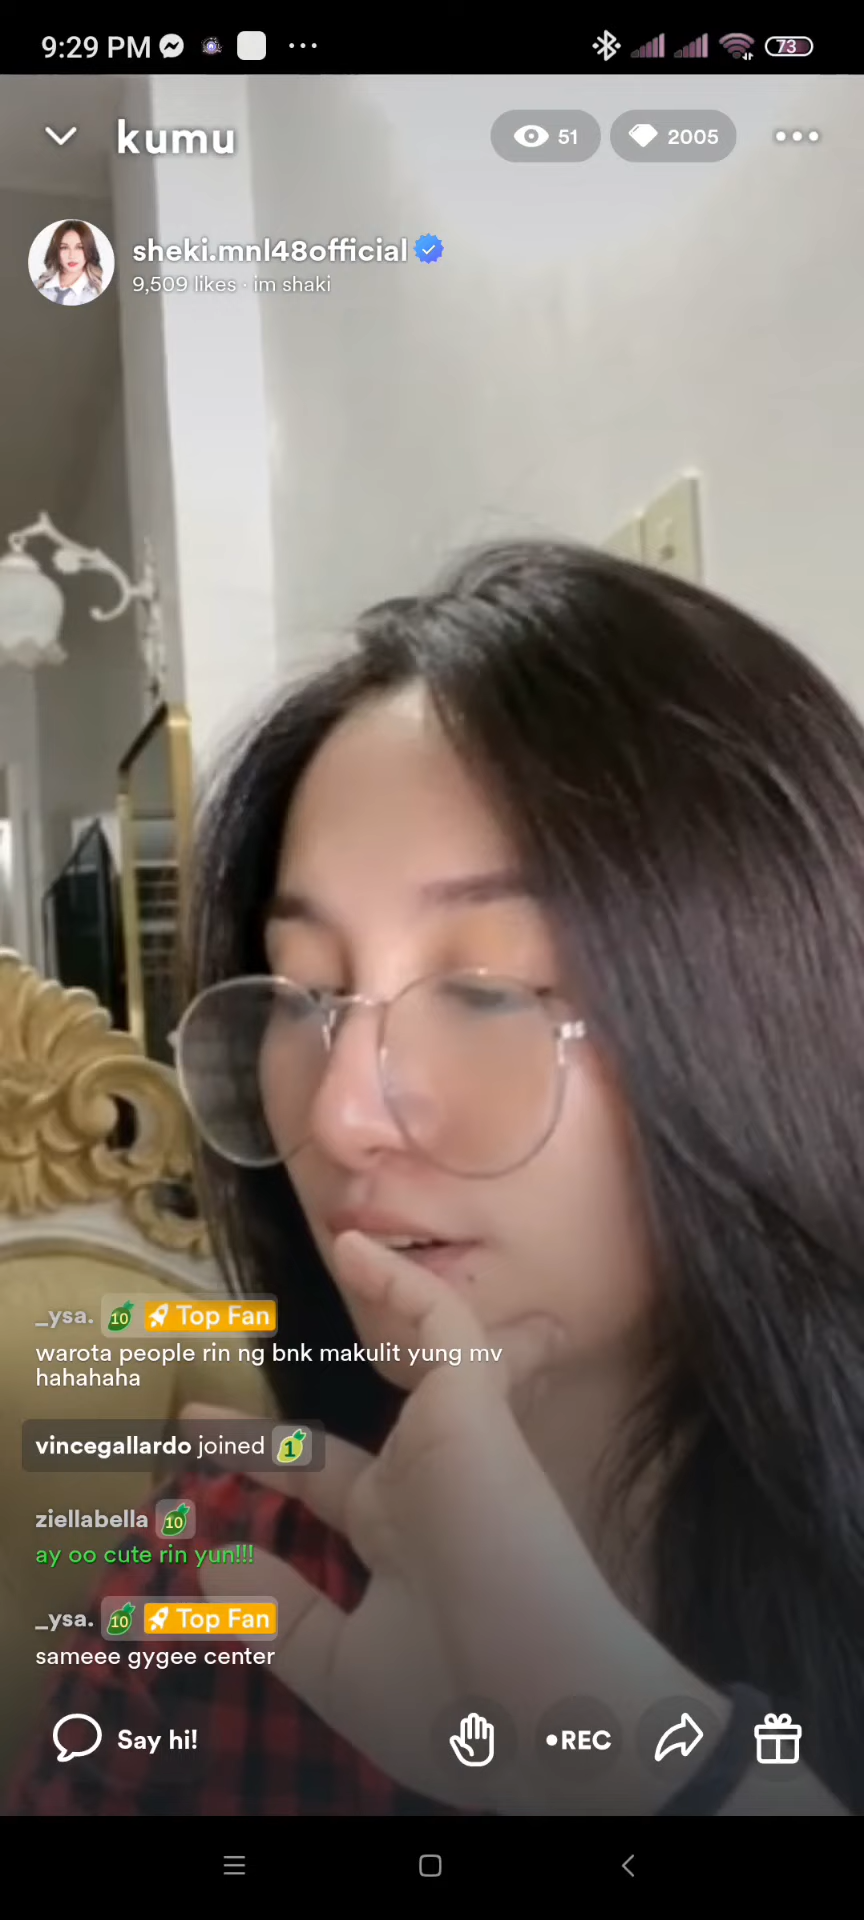 9:29 PM
73
kumu
51
2005
sheki.mnl48official
9,509 likes · im shaki
_ysa. 10 Top Fan
warota people rin ng bnk makulit yung mv
hahahaha
vincegallardo joined 1
ziellabella 10
ay oo cute rin yun!!!
_ysa. 10 Top Fan
sameee gygee center
Say hi!
•REC